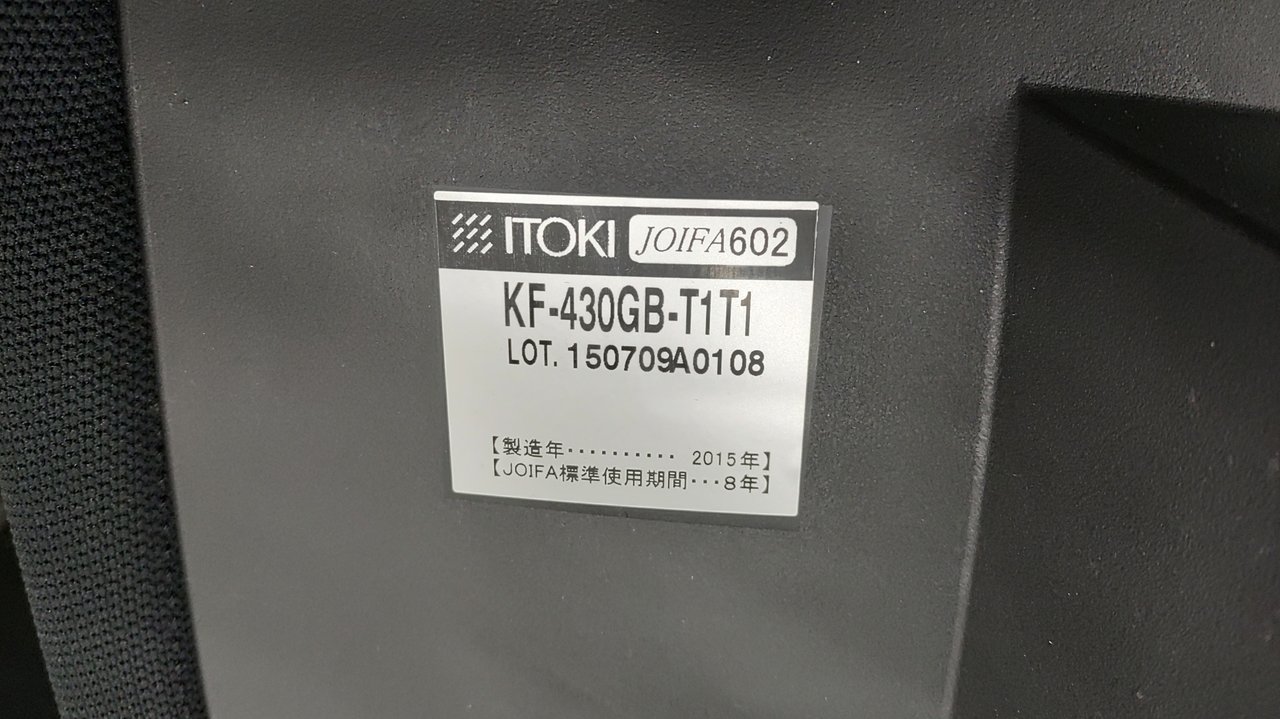 ITOKI JOIFA602
KF-430GB-T1T1
LOT. 150709A0108
【製造年·········· 2015年】
【JOIFA標準使用期間···8年】